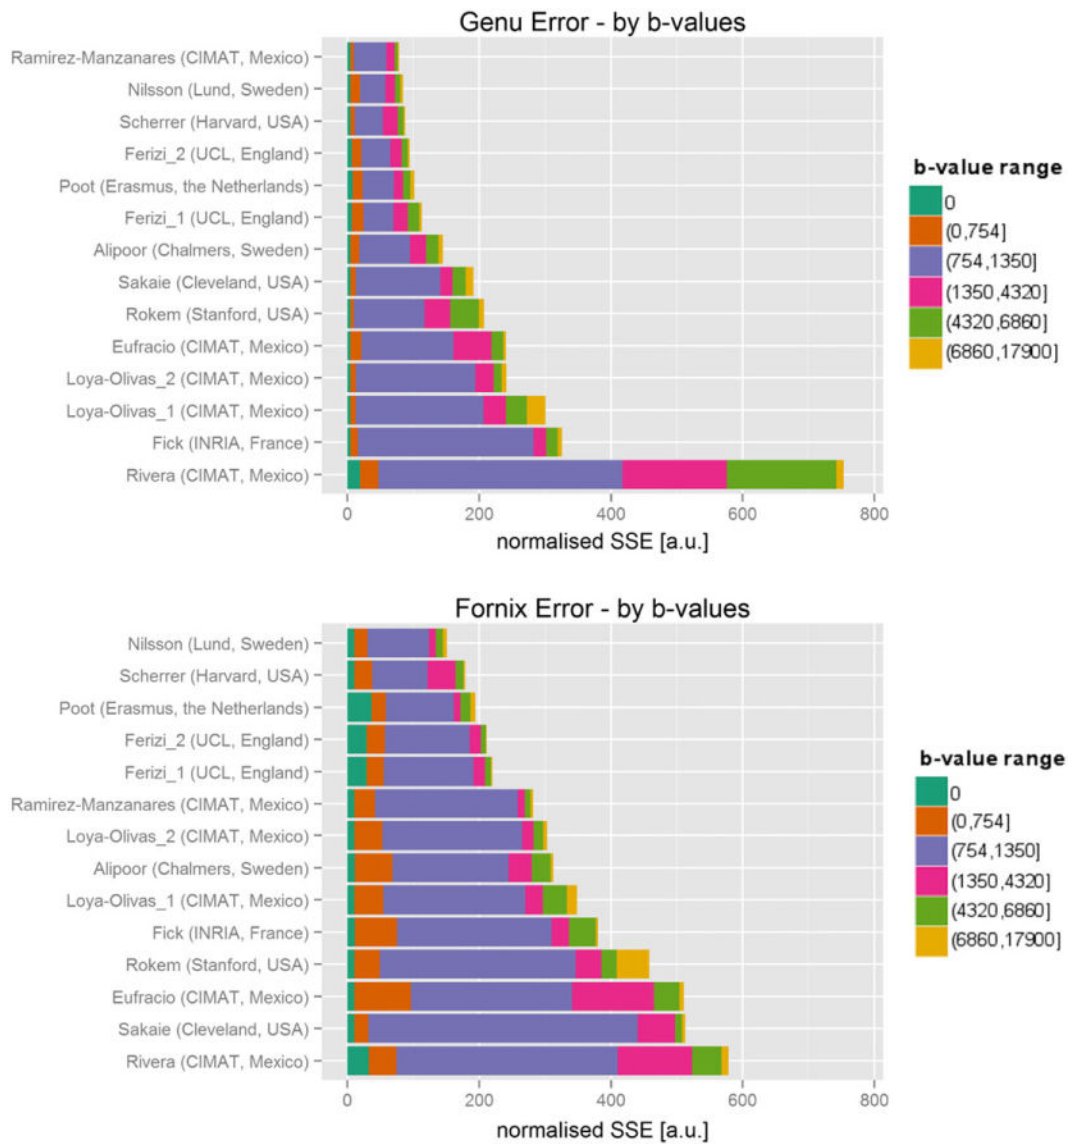 Genu Error - by b-values
Ramirez-Manzanares (CIMAT, Mexico)
Nilsson (Lund, Sweden)
Scherrer (Harvard, USA)
Ferizi_2 (UCL, England)
Poot (Erasmus, the Netherlands)
Ferizi_1 (UCL, England)
Alipoor (Chalmers, Sweden)
Sakaie (Cleveland, USA)
Rokem (Stanford, USA)
Eufracio (CIMAT, Mexico)
Loya-Olivas_2 (CIMAT, Mexico)
Loya-Olivas_1 (CIMAT, Mexico)
Fick (INRIA, France)
Rivera (CIMAT, Mexico)
0 200 400 600 800
normalised SSE [a.u.]
b-value range
0
(0,754]
(754,1350]
(1350,4320]
(4320,6860]
(6860,17900]
Fornix Error - by b-values
Nilsson (Lund, Sweden)
Scherrer (Harvard, USA)
Poot (Erasmus, the Netherlands)
Ferizi_2 (UCL, England)
Ferizi_1 (UCL, England)
Ramirez-Manzanares (CIMAT, Mexico)
Loya-Olivas_2 (CIMAT, Mexico)
Alipoor (Chalmers, Sweden)
Loya-Olivas_1 (CIMAT, Mexico)
Fick (INRIA, France)
Rokem (Stanford, USA)
Eufracio (CIMAT, Mexico)
Sakaie (Cleveland, USA)
Rivera (CIMAT, Mexico)
0 200 400 600 800
normalised SSE [a.u.]
b-value range
0
(0,754]
(754,1350]
(1350,4320]
(4320,6860]
(6860,17900]